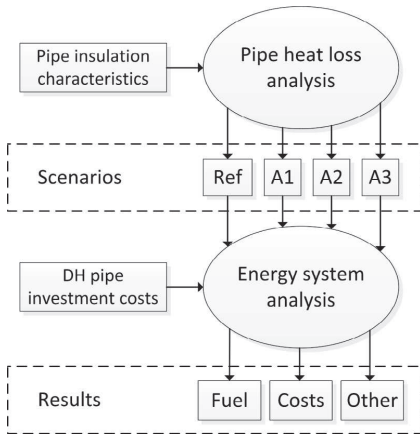 Pipe insulation
characteristics
Pipe heat loss
analysis
Scenarios
Ref
A1
A2
A3
DH pipe
investment costs
Energy system
analysis
Results
Fuel
Costs
Other